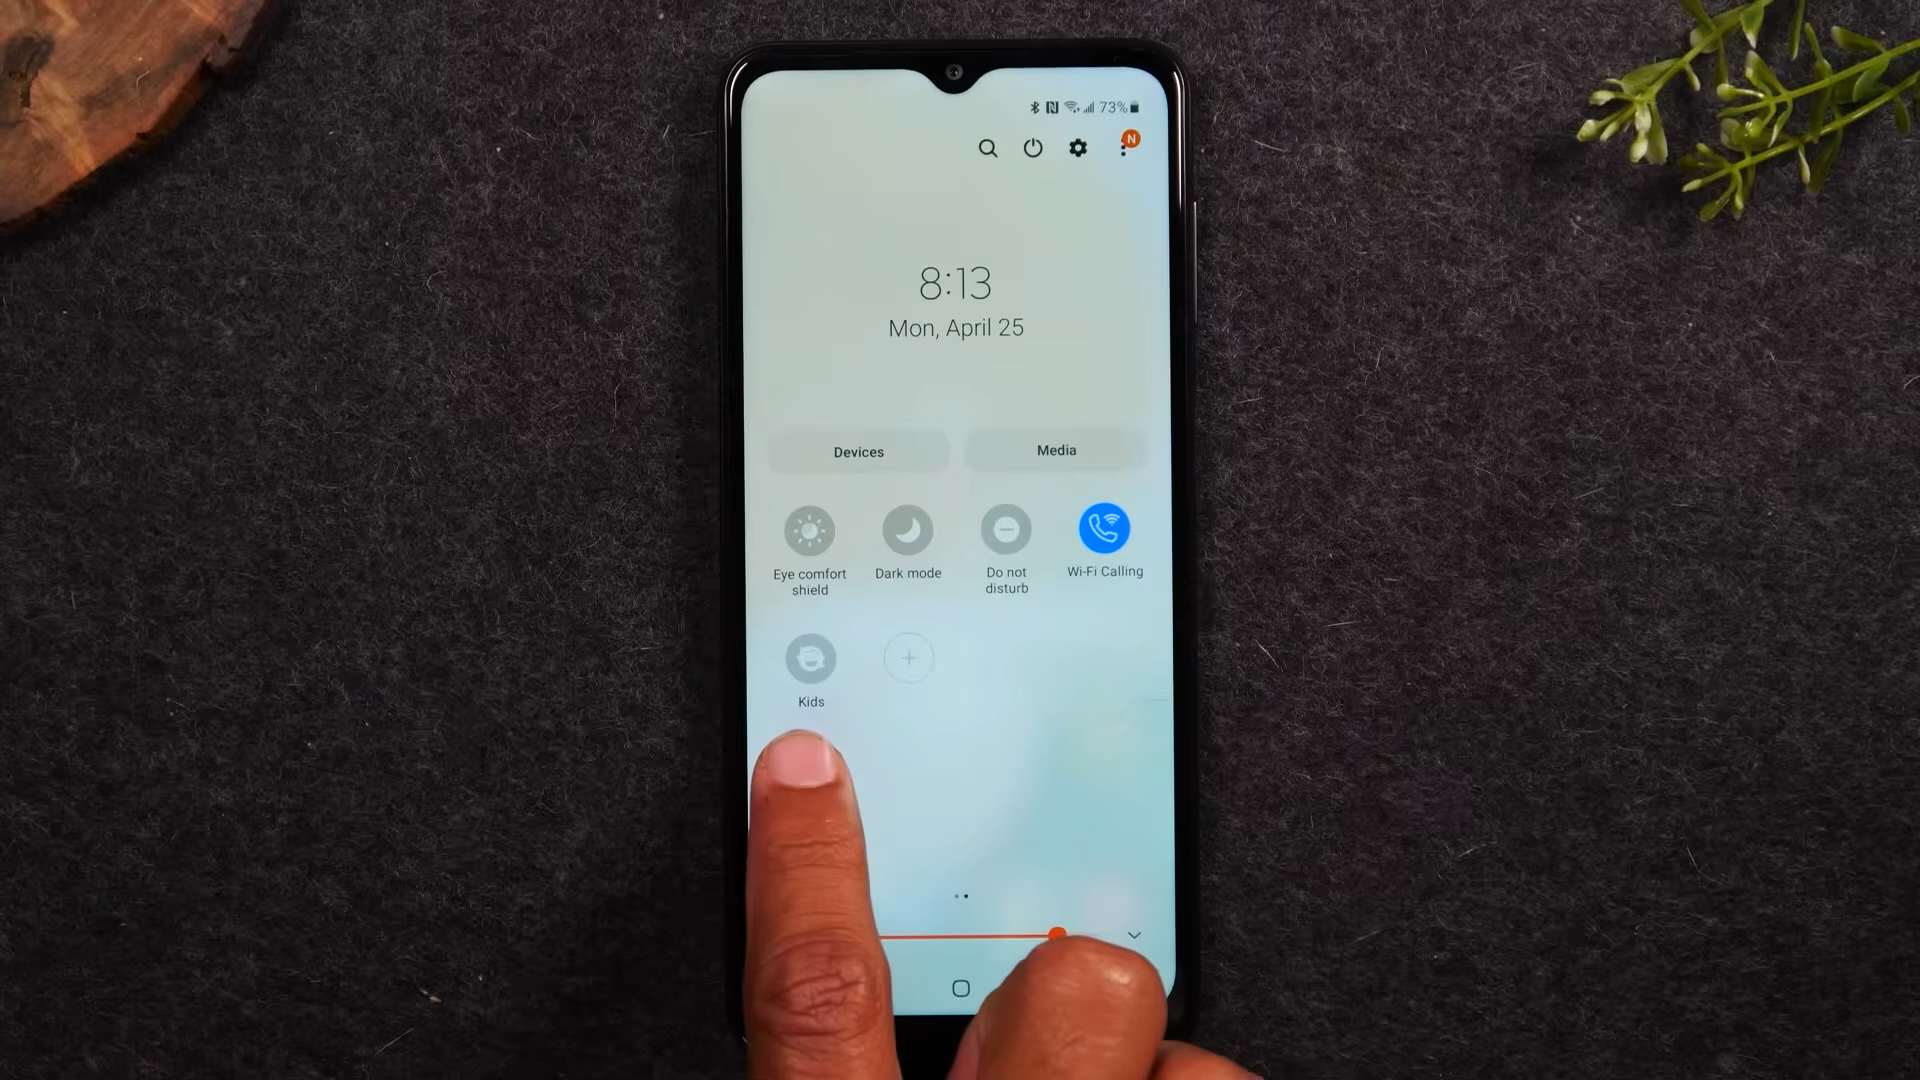 73%
N
8:13
Mon, April 25
Devices
Media
Eye comfort
shield
Dark mode
Do not
disturb
Wi-Fi Calling
Kids